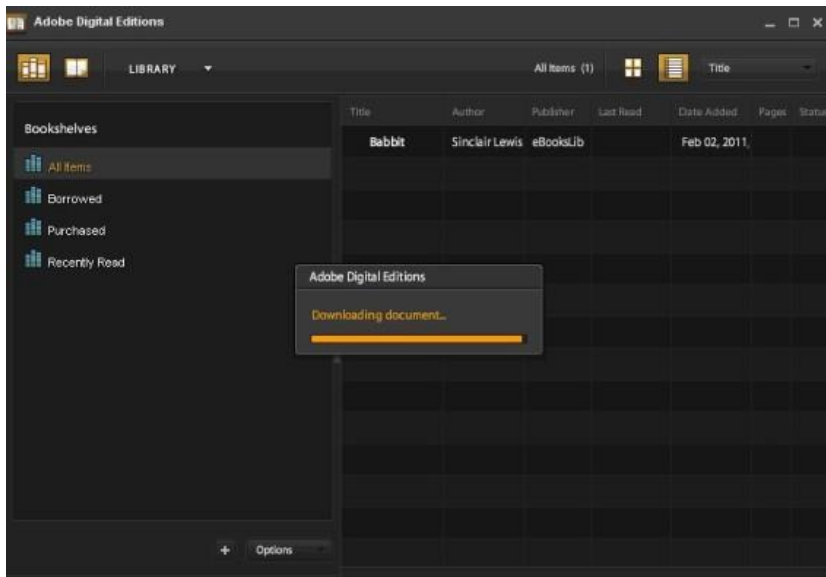 Adobe Digital Editions
LIBRARY
All Items (1)
Title
Bookshelves
All Items
Borrowed
Purchased
Recently Read
Title Author Publisher Last Read Date Added Pages Status
Babbit Sinclair Lewis eBooksLib Feb 02, 2011,
Adobe Digital Editions
Downloading document...
+ Options